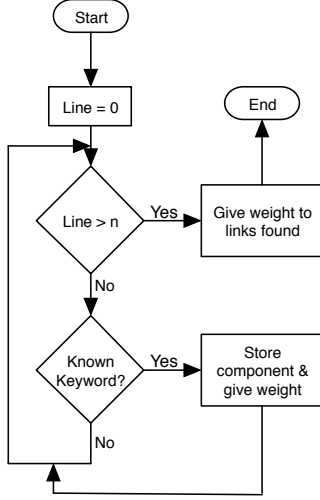 Start
Line = 0
End
Line > n
Yes
Give weight to
links found
No
Known
Keyword?
Yes
Store
component &
give weight
No